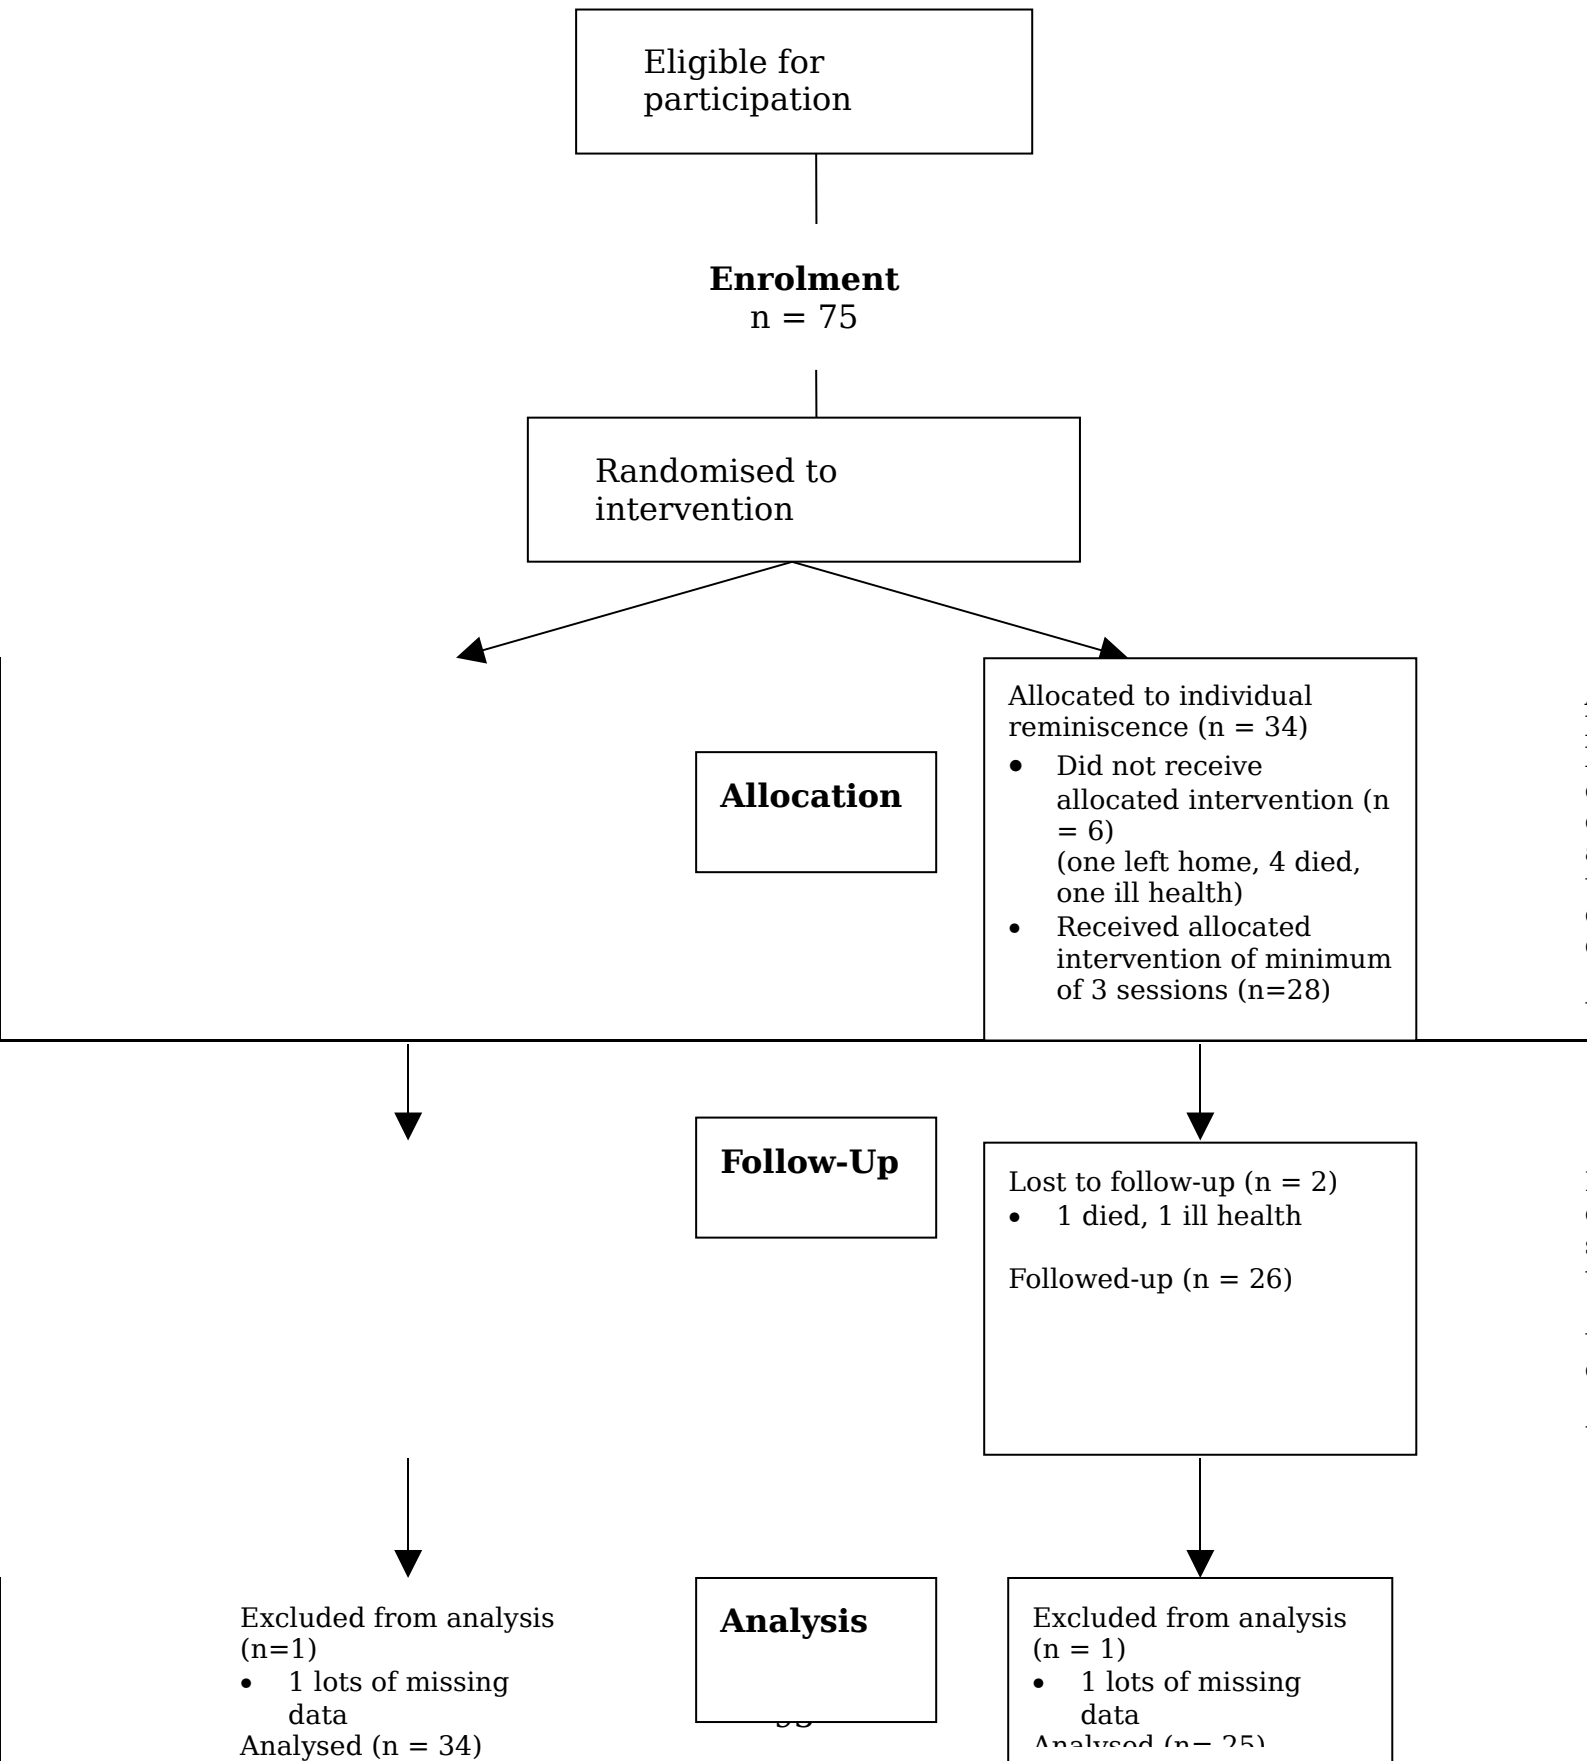 Eligible for
participation
Enrolment
n = 75
Randomised to
intervention
Allocation
Allocated to individual
reminiscence (n = 34)
• Did not receive
allocated intervention (n
= 6)
(one left home, 4 died,
one ill health)
• Received allocated
intervention of minimum
of 3 sessions (n=28)
Follow-Up
Lost to follow-up (n = 2)
• 1 died, 1 ill health
Followed-up (n = 26)
Excluded from analysis
(n=1)
• 1 lots of missing
data
Analysed (n = 34)
Analysis
Excluded from analysis
(n = 1)
• 1 lots of missing
data
Analysed (n= 25)